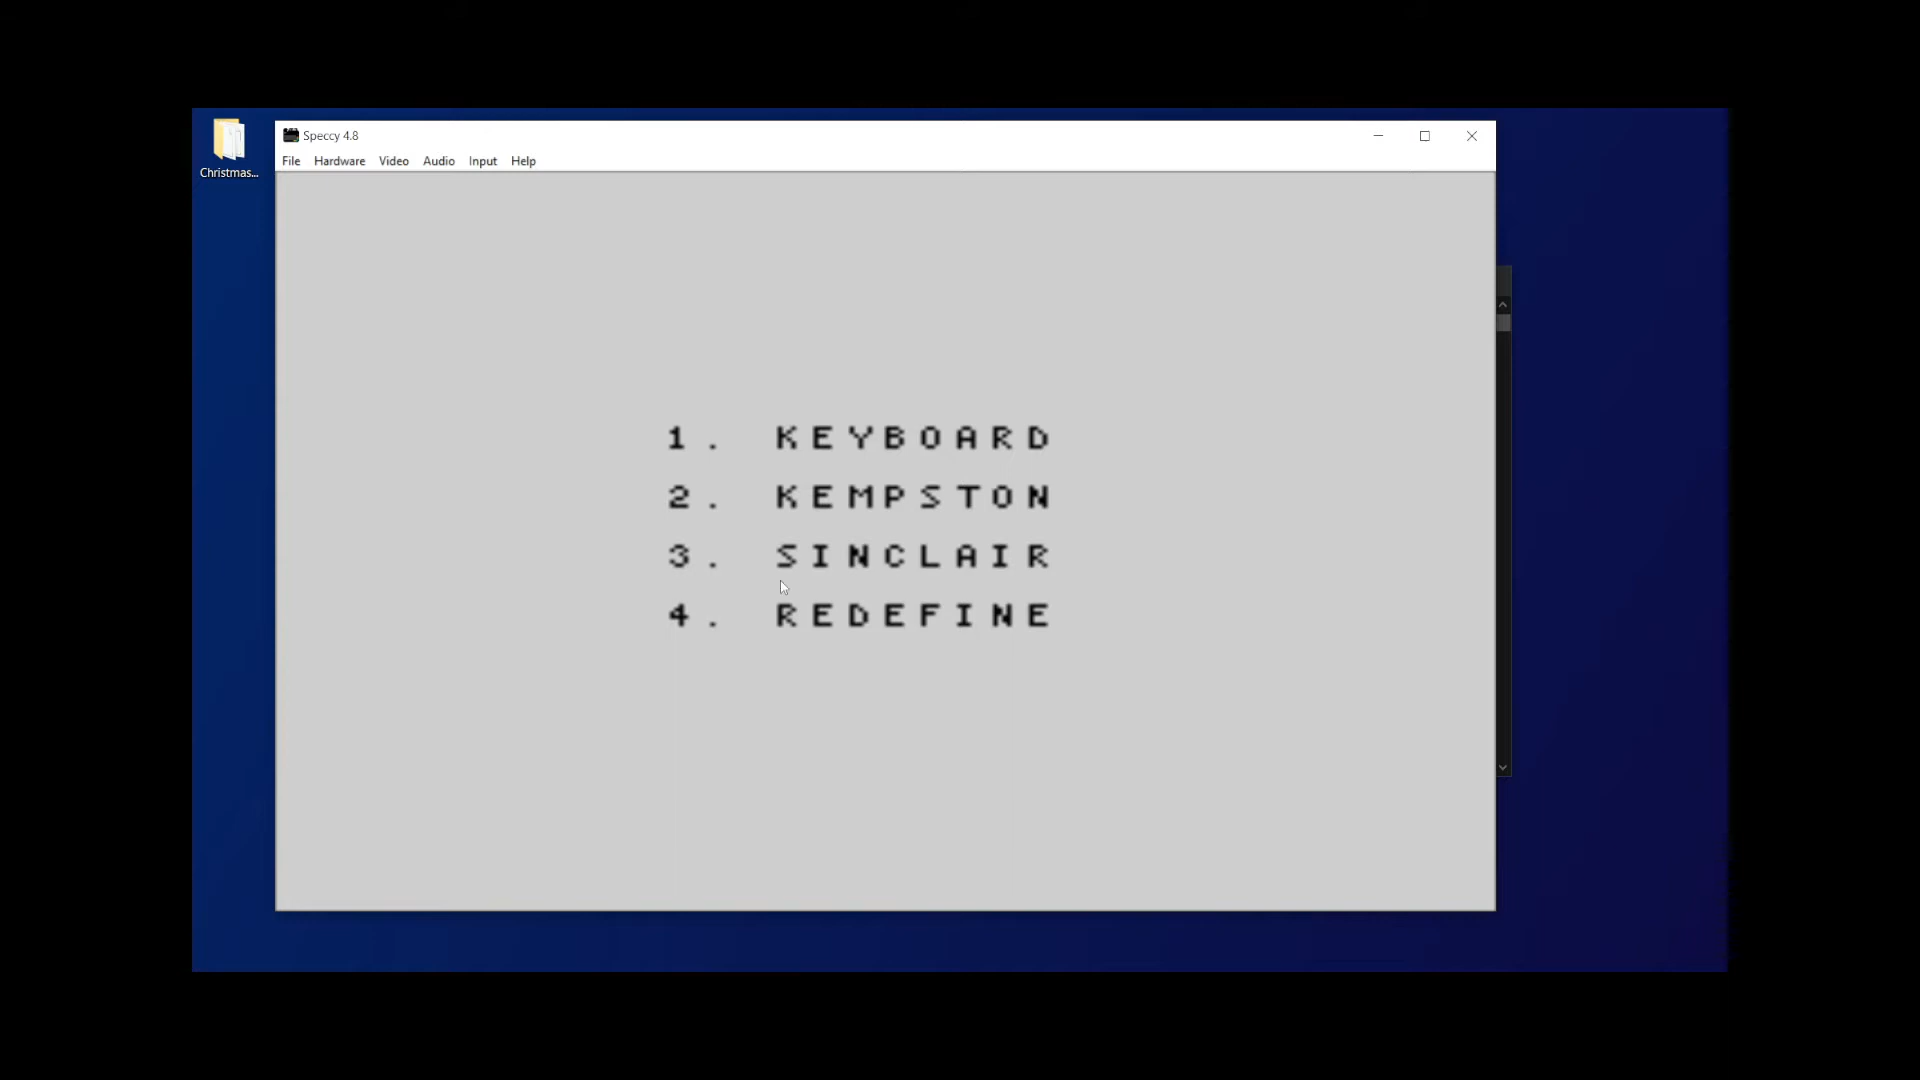 Speccy 4.8
File Hardware Video Audio Input Help
Christmas...
1. KEYBOARD
2. KEMPSTON
3. SINCLAIR
4. REDEFINE